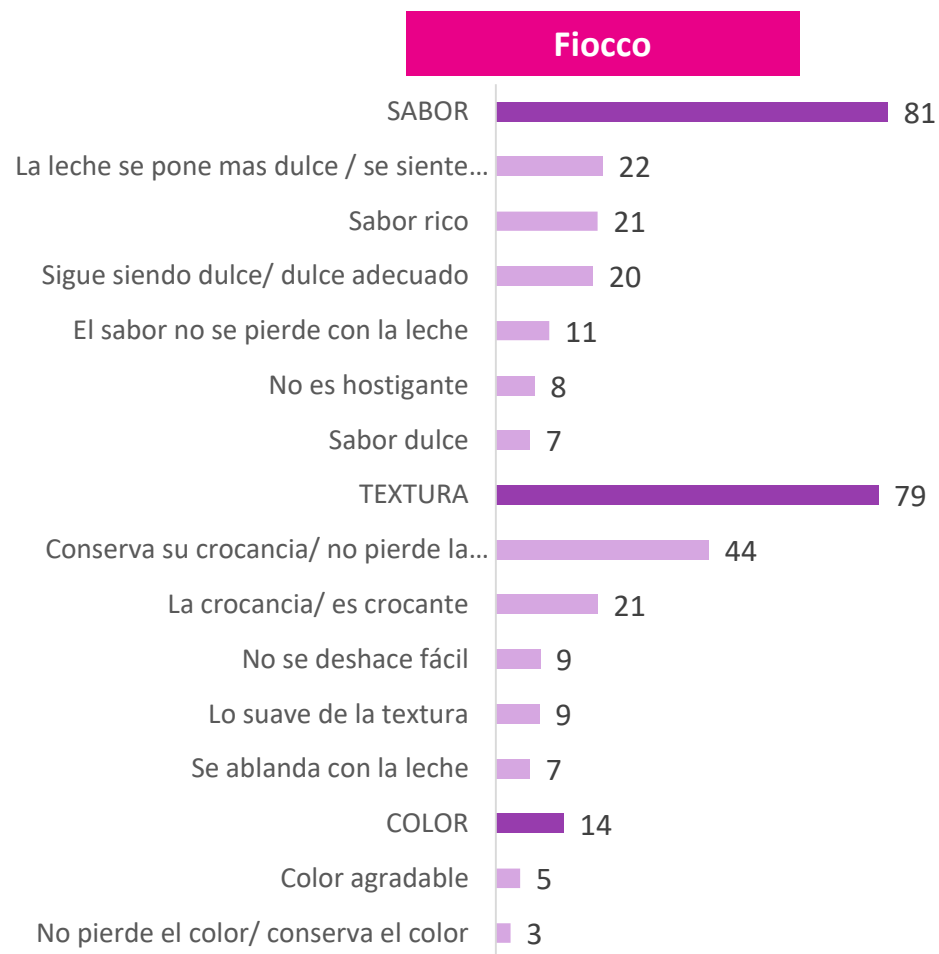 Fiocco
SABOR 81
La leche se pone mas dulce / se siente… 22
Sabor rico 21
Sigue siendo dulce/ dulce adecuado 20
El sabor no se pierde con la leche 11
No es hostigante 8
Sabor dulce 7
TEXTURA 79
Conserva su crocancia/ no pierde la… 44
La crocancia/ es crocante 21
No se deshace fácil 9
Lo suave de la textura 9
Se ablanda con la leche 7
COLOR 14
Color agradable 5
No pierde el color/ conserva el color 3